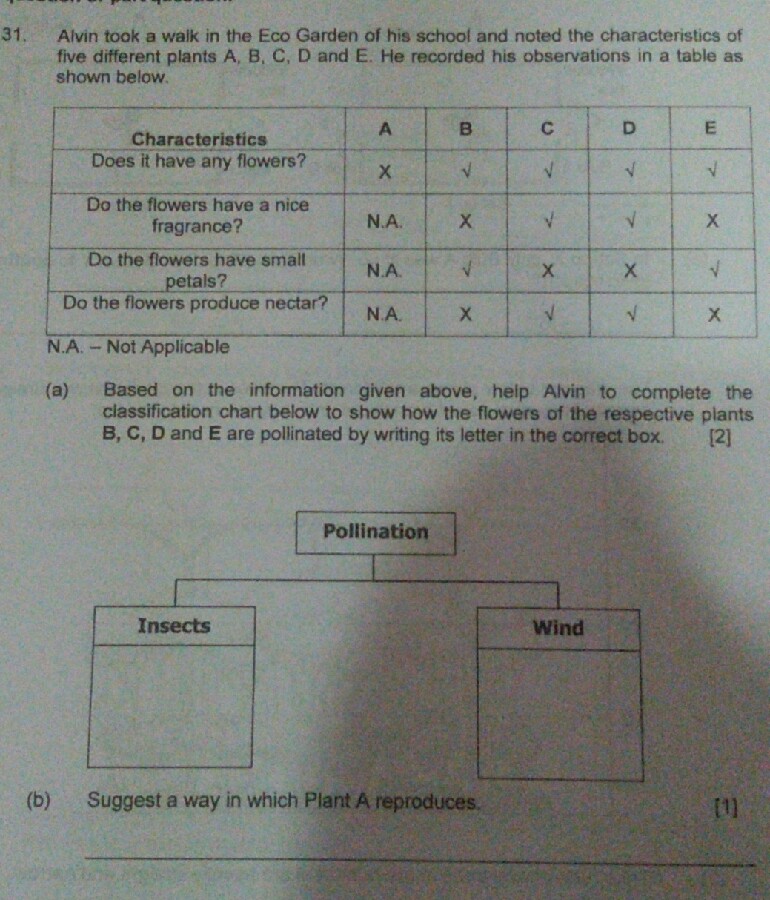 31. Alvin took a walk in the Eco Garden of his school and noted the characteristics of
five different plants A, B, C, D and E. He recorded his observations in a table as
shown below.
Characteristics A B C D E
Does it have any flowers? X √ √ √ √
Do the flowers have a nice
fragrance? N.A. X √ √ X
Do the flowers have small
petals? N.A. √ X X √
Do the flowers produce nectar? N.A. X √ √ X
N.A. – Not Applicable
(a) Based on the information given above, help Alvin to complete the
classification chart below to show how the flowers of the respective plants
B, C, D and E are pollinated by writing its letter in the correct box. [2]
Pollination
Insects Wind
(b) Suggest a way in which Plant A reproduces. [1]